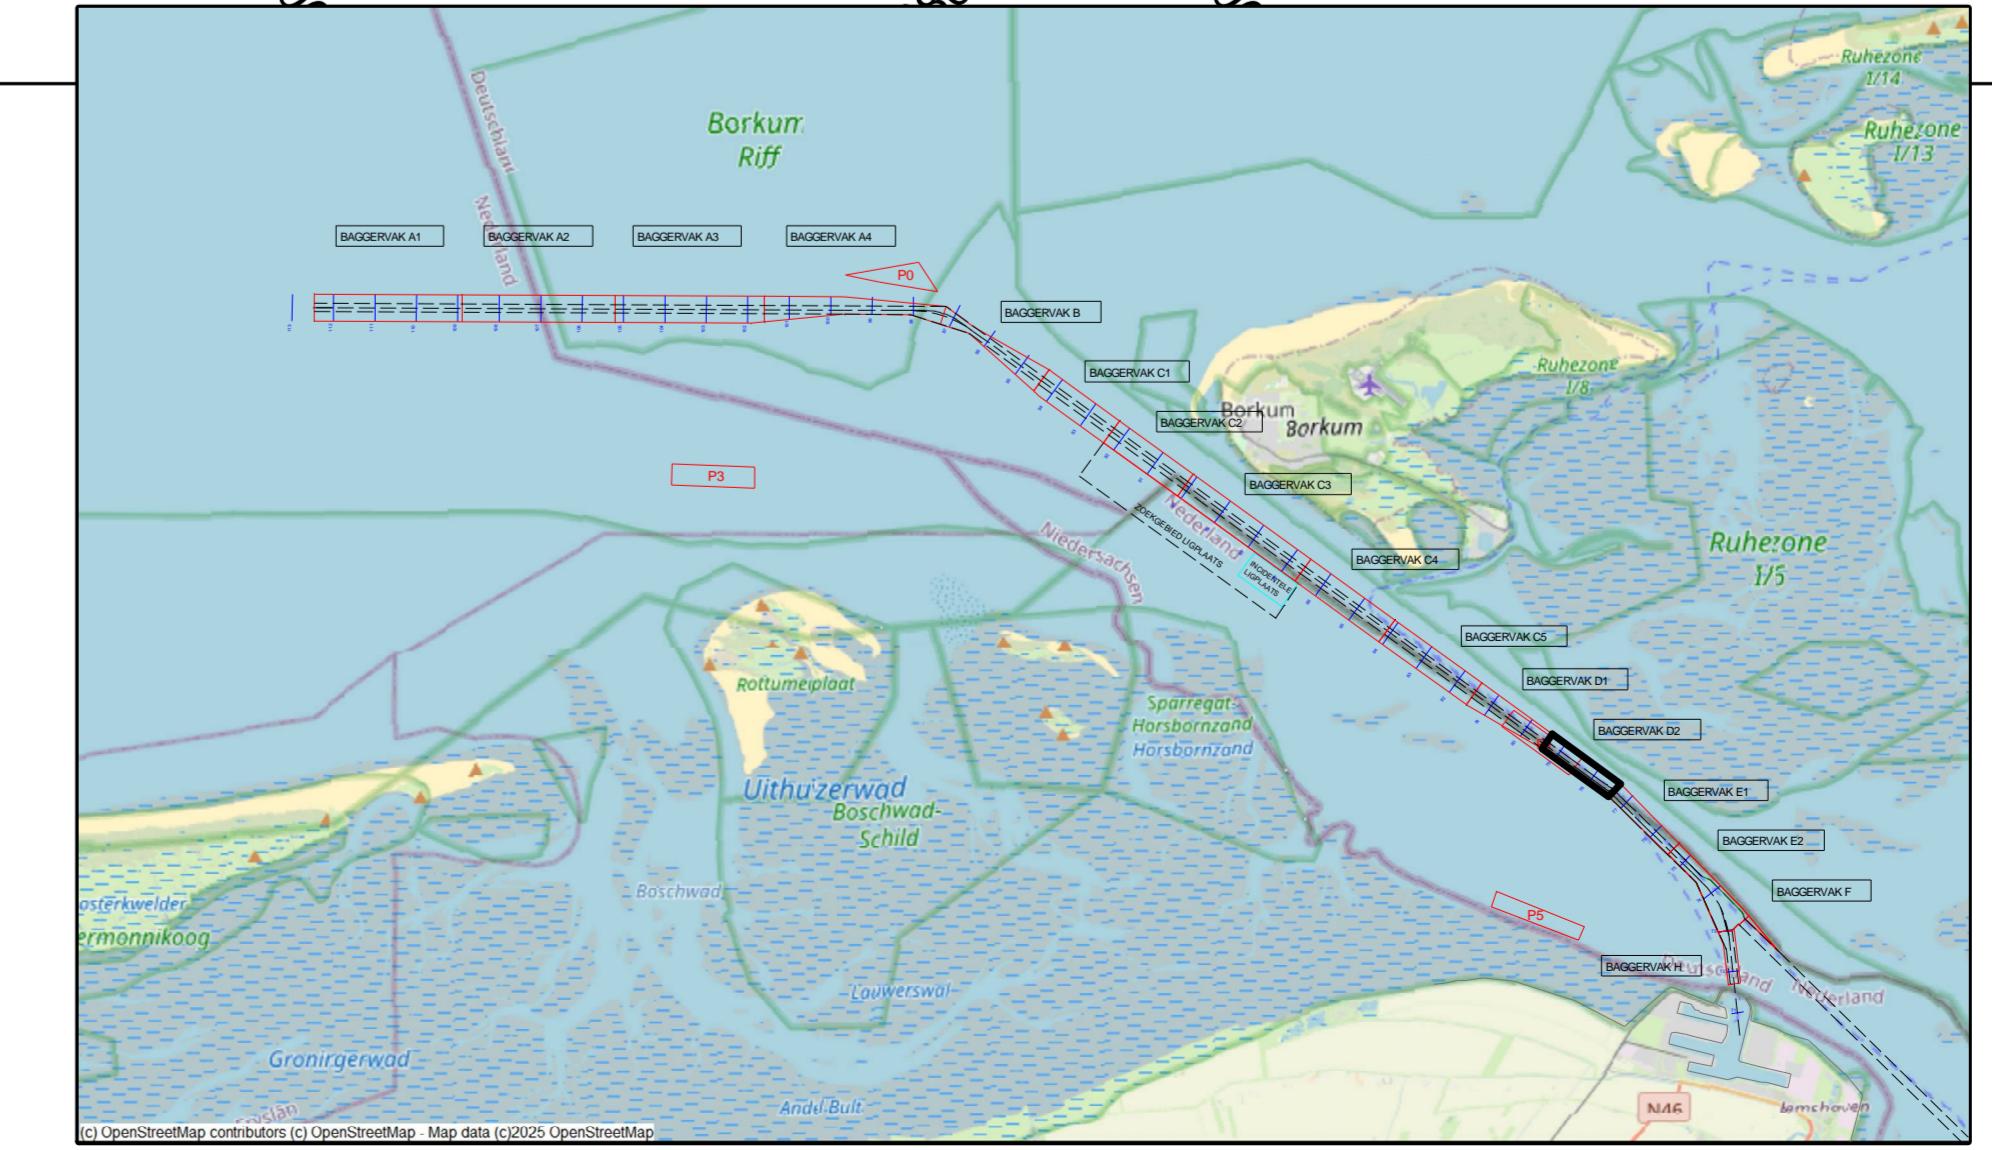 Deutschland
Nederland
Borkum
Riff
Ruhezone
I/14
Ruhezone
I/13
BAGGERVAK A1
BAGGERVAK A2
BAGGERVAK A3
BAGGERVAK A4
P0
BAGGERVAK B
BAGGERVAK C1
Ruhezone
I/8
Borkum
BAGGERVAK C2
Borkum
P3
BAGGERVAK C3
Nederland
ZOEKGEBIED LIGPLAATS
Niedersachsen
INCIDENTELE
LIGPLAATS
BAGGERVAK C4
Ruhezone
I/5
BAGGERVAK C5
Rottumerplaat
BAGGERVAK D1
Sparregat-
Horsbornzand
Horsbornzand
BAGGERVAK D2
Uithuizerwad
Boschwad-
Schild
BAGGERVAK E1
BAGGERVAK E2
Boschwad
BAGGERVAK F
osterkwelder
P5
ermonnikoog
BAGGERVAK H
Deutschland
Nederland
Lauwerswal
Groningerwad
Andel-Bult
Fryslân
N46
Eemshaven
(c) OpenStreetMap contributors (c) OpenStreetMap - Map data (c)2025 OpenStreetMap